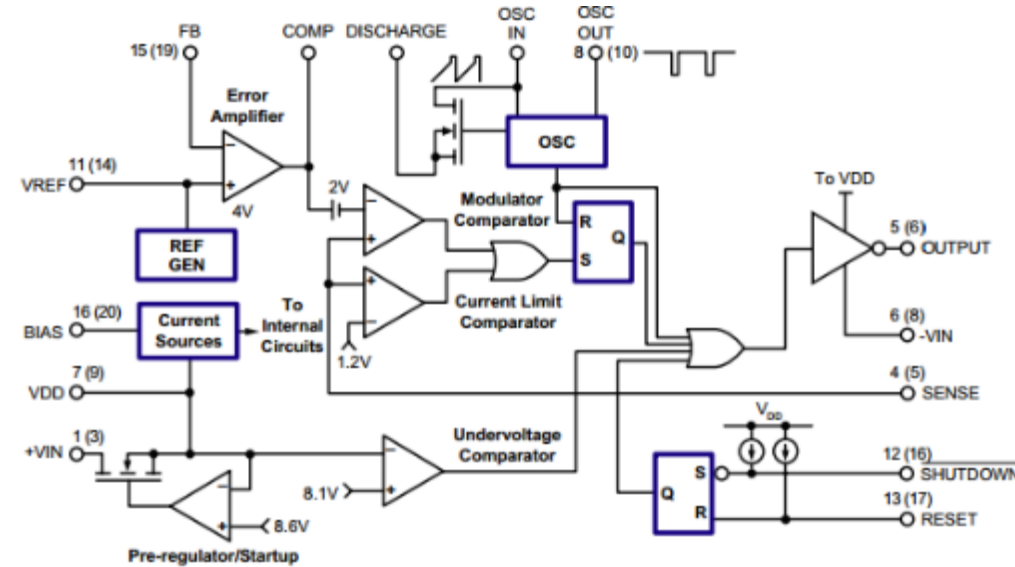 FB
15 (19)
COMP
DISCHARGE
OSC
IN
OSC
OUT
8 (10)
Error
Amplifier
OSC
11 (14)
VREF
−
+
4V
2V
To VDD
REF
GEN
Modulator
Comparator
−
+
R
Q
S
5 (6)
OUTPUT
16 (20)
BIAS
Current
Sources
To
Internal
Circuits
+
−
1.2V
Current Limit
Comparator
6 (8)
-VIN
7 (9)
VDD
4 (5)
SENSE
1 (3)
+VIN
Undervoltage
Comparator
−
+
8.1V
VDD
S
Q
R
12 (16)
SHUTDOWN
13 (17)
RESET
−
+
8.6V
Pre-regulator/Startup